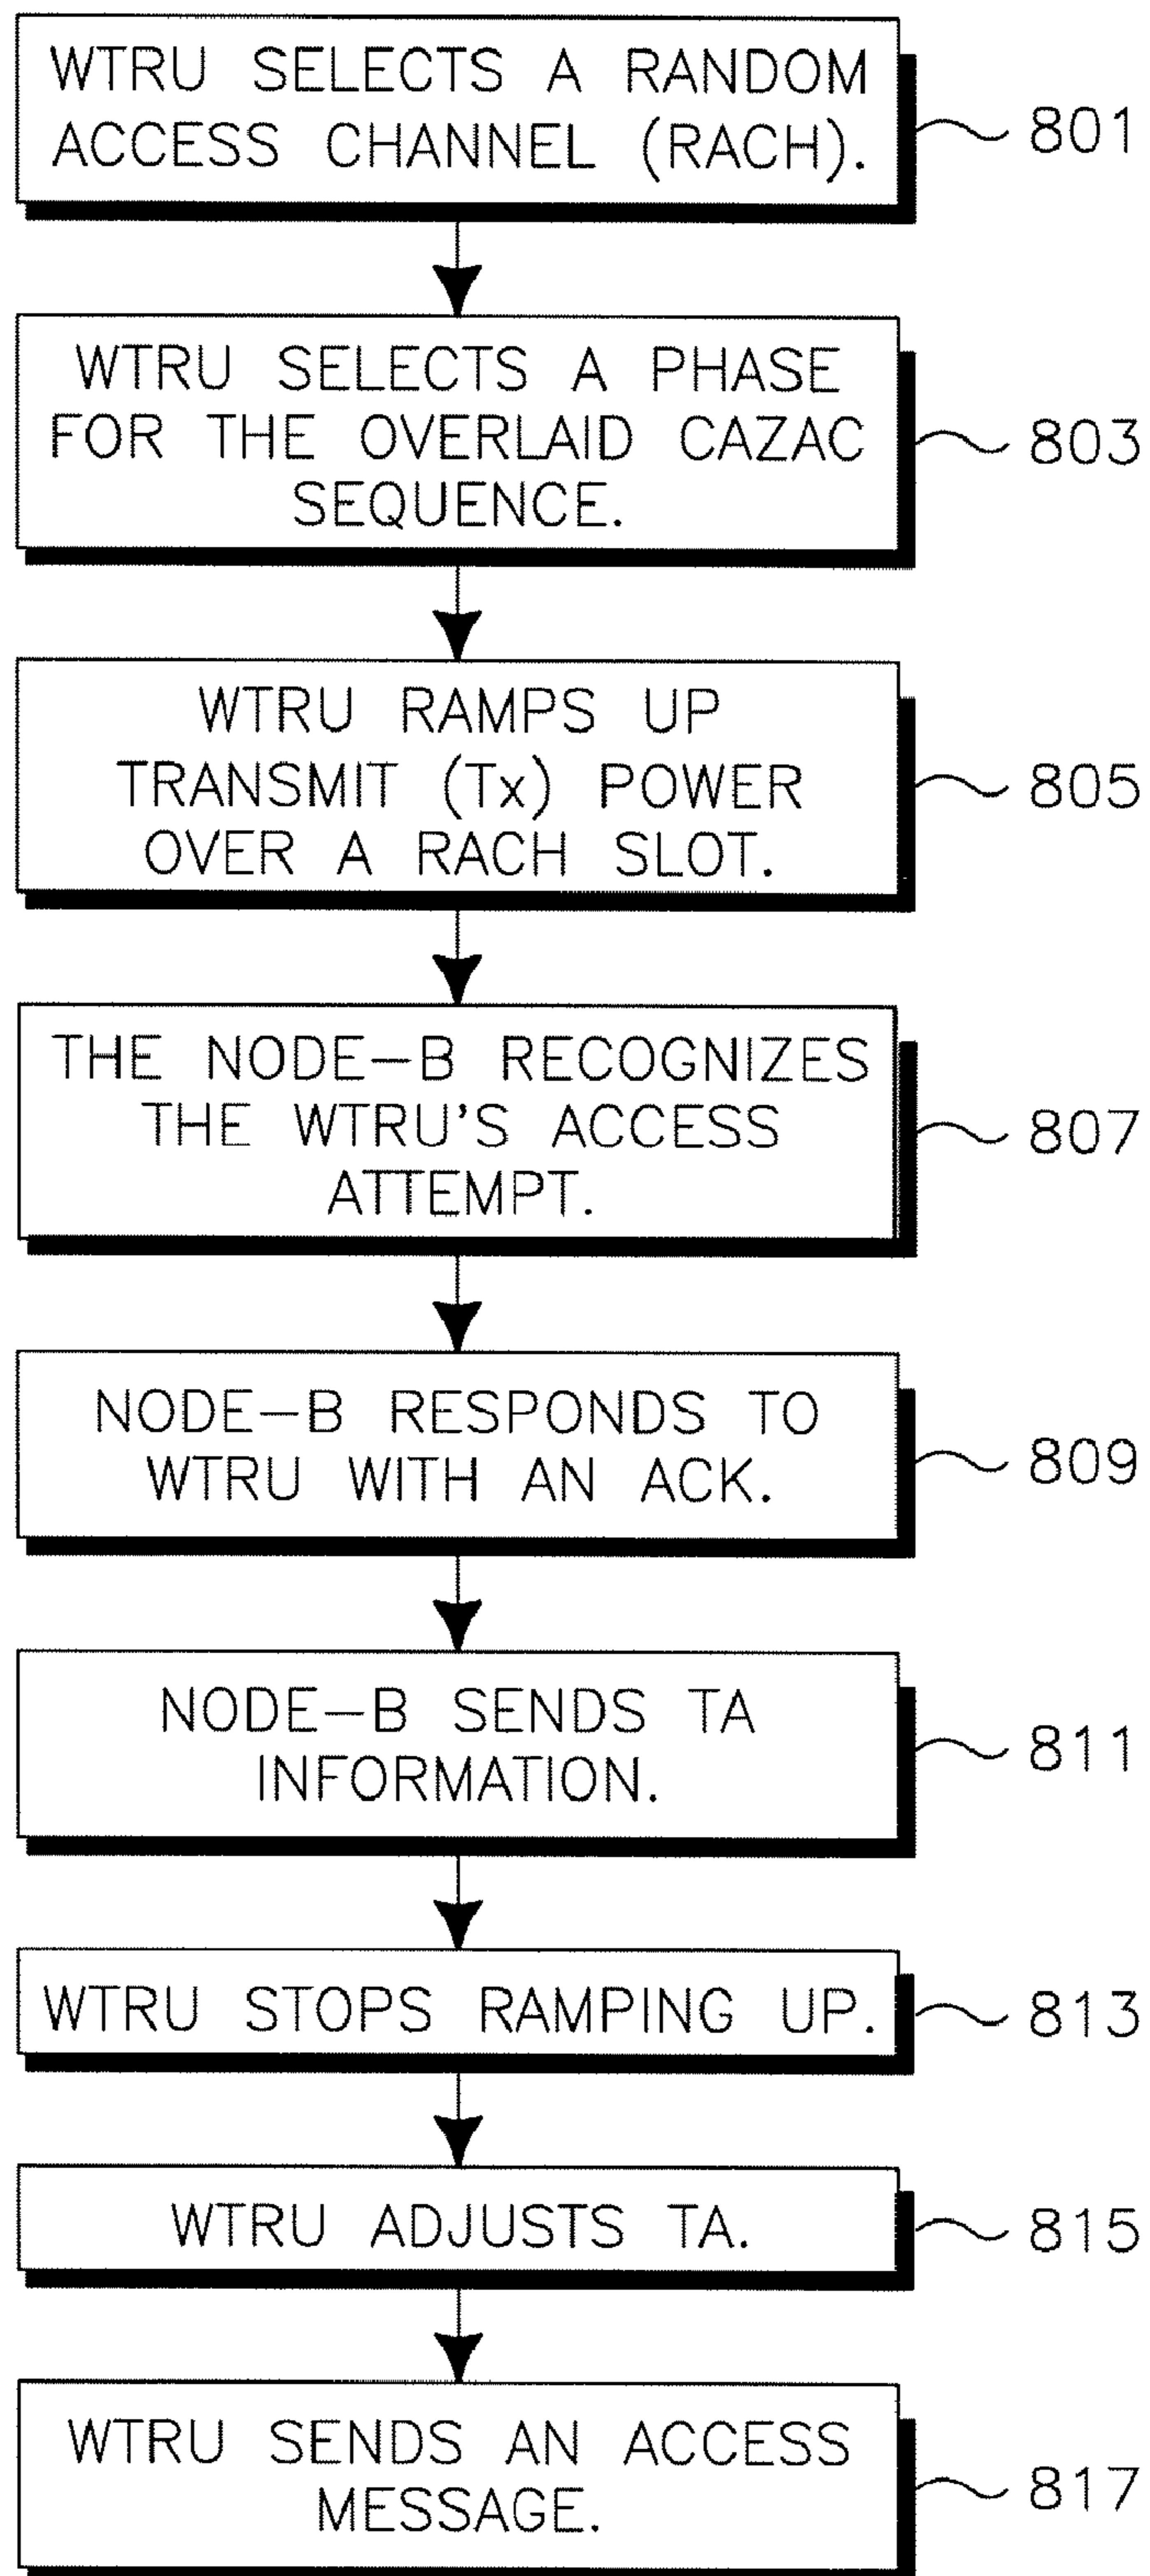 WTRU SELECTS A RANDOM
ACCESS CHANNEL (RACH).
801
WTRU SELECTS A PHASE
FOR THE OVERLAID CAZAC
SEQUENCE.
803
WTRU RAMPS UP
TRANSMIT (Tx) POWER
OVER A RACH SLOT.
805
THE NODE-B RECOGNIZES
THE WTRU'S ACCESS
ATTEMPT.
807
NODE-B RESPONDS TO
WTRU WITH AN ACK.
809
NODE-B SENDS TA
INFORMATION.
811
WTRU STOPS RAMPING UP.
813
WTRU ADJUSTS TA.
815
WTRU SENDS AN ACCESS
MESSAGE.
817